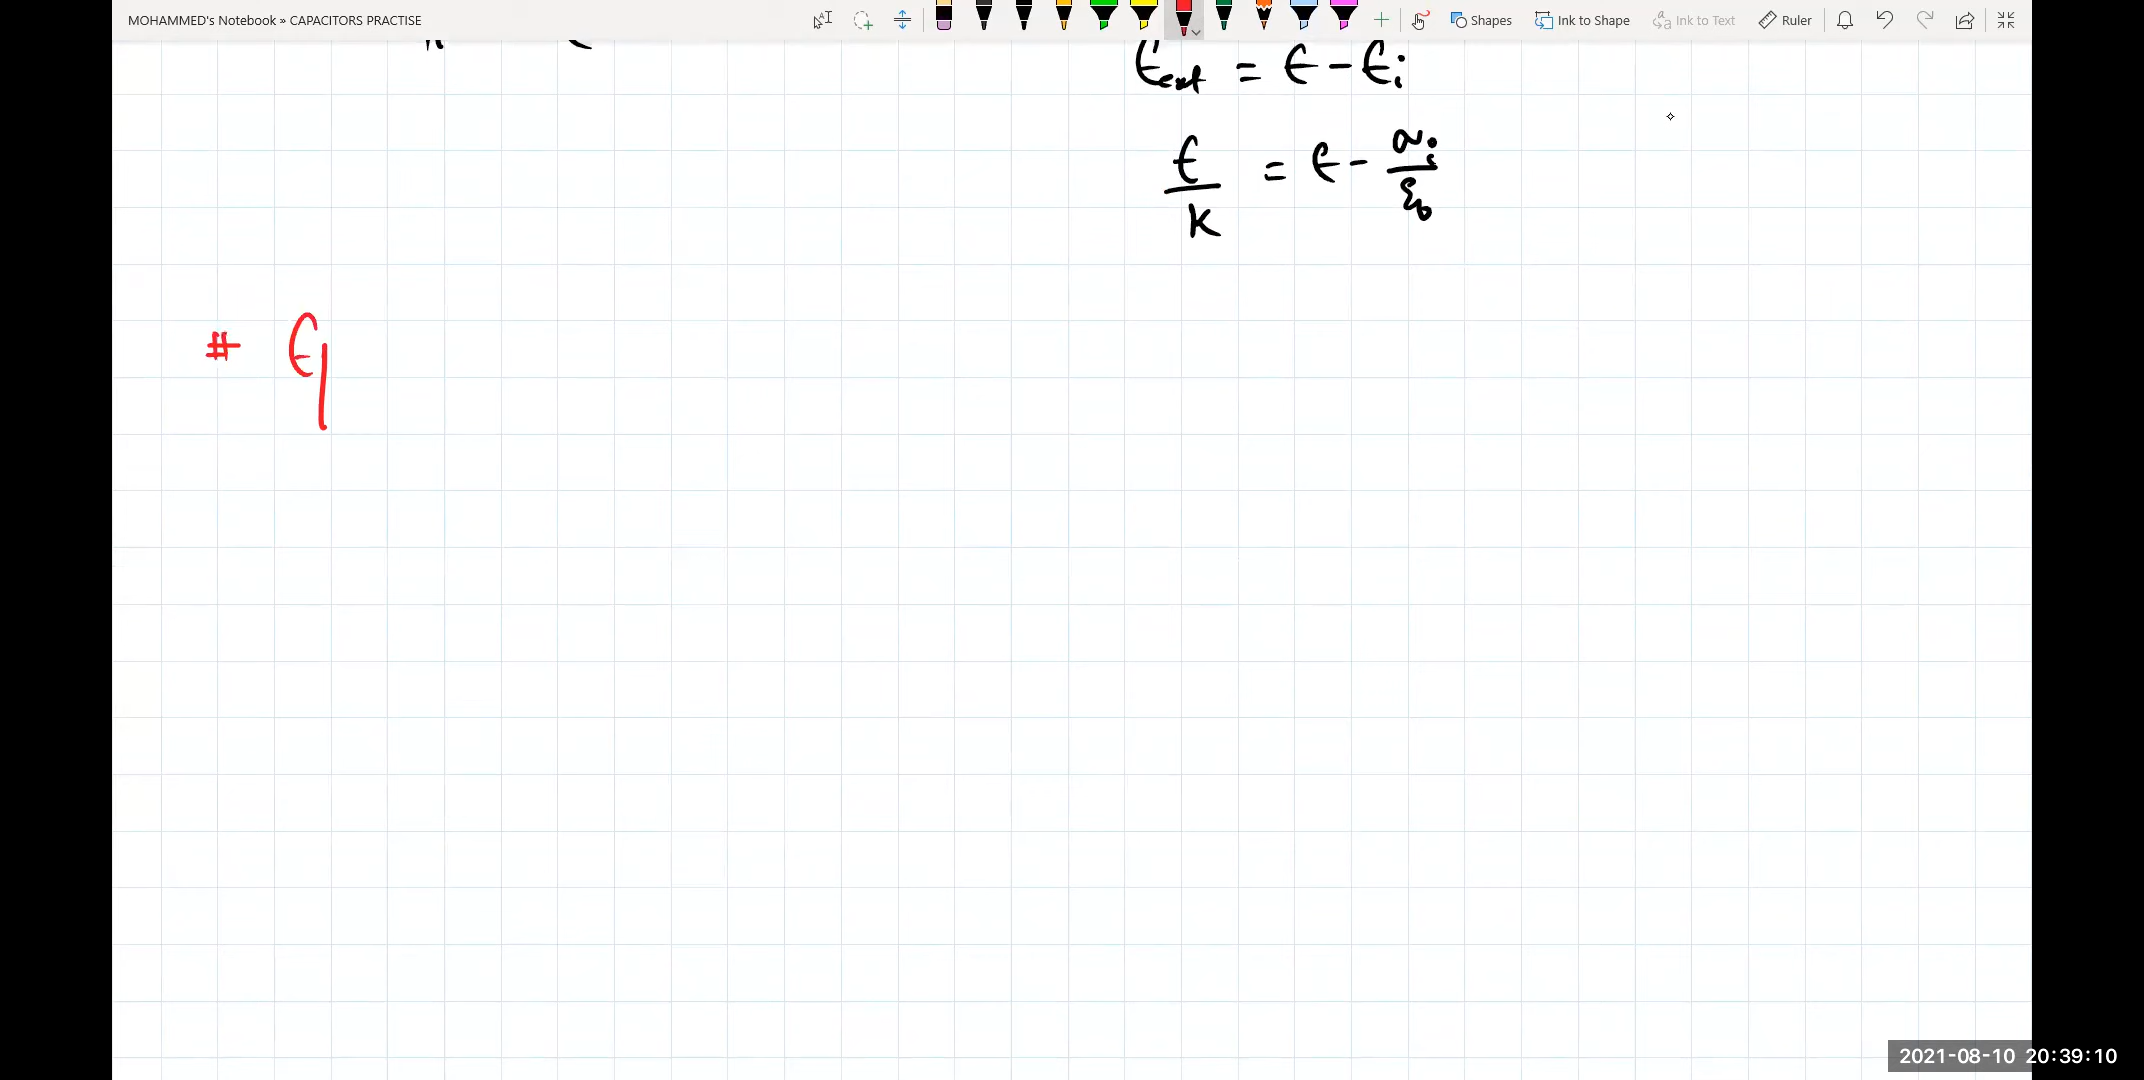 MOHAMMED's Notebook » CAPACITORS PRACTISE
Shapes Ink to Shape Ink to Text Ruler
= E - Ei
E/k = E - σi/ε0
#
2021-08-10 20:39:10